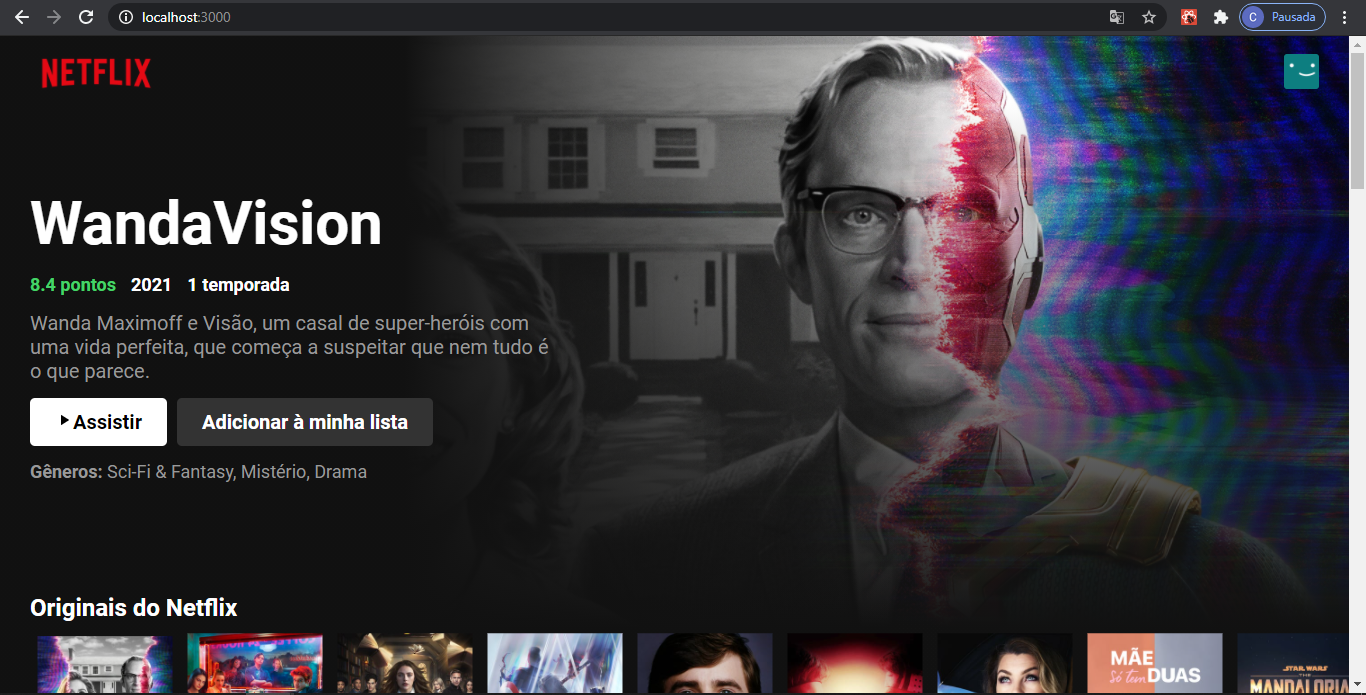 localhost:3000
C Pausada
NETFLIX
WandaVision
8.4 pontos 2021 1 temporada
Wanda Maximoff e Visão, um casal de super-heróis com
uma vida perfeita, que começa a suspeitar que nem tudo é
o que parece.
Assistir
Adicionar à minha lista
Gêneros: Sci-Fi & Fantasy, Mistério, Drama
Originais do Netflix
MÃE
só tem DUAS
STAR WARS
THE